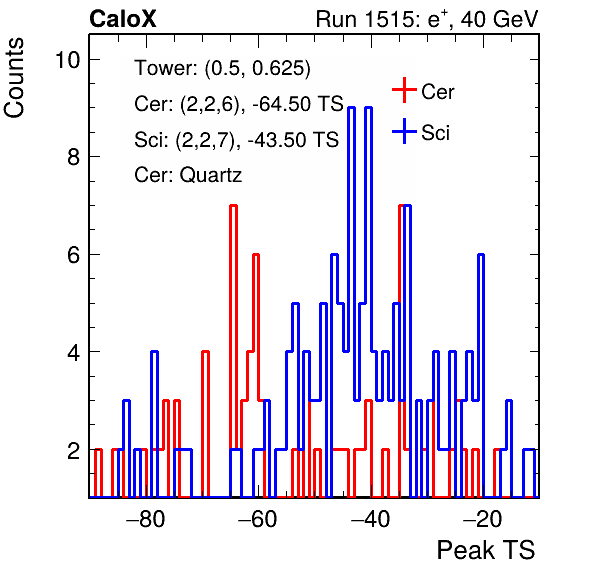 CaloX Run 1515: e⁺, 40 GeV
Counts
Tower: (0.5, 0.625)
Cer: (2,2,6), -64.50 TS
Sci: (2,2,7), -43.50 TS
Cer: Quartz
Cer
Sci
10
8
6
4
2
−80 −60 −40 −20
Peak TS